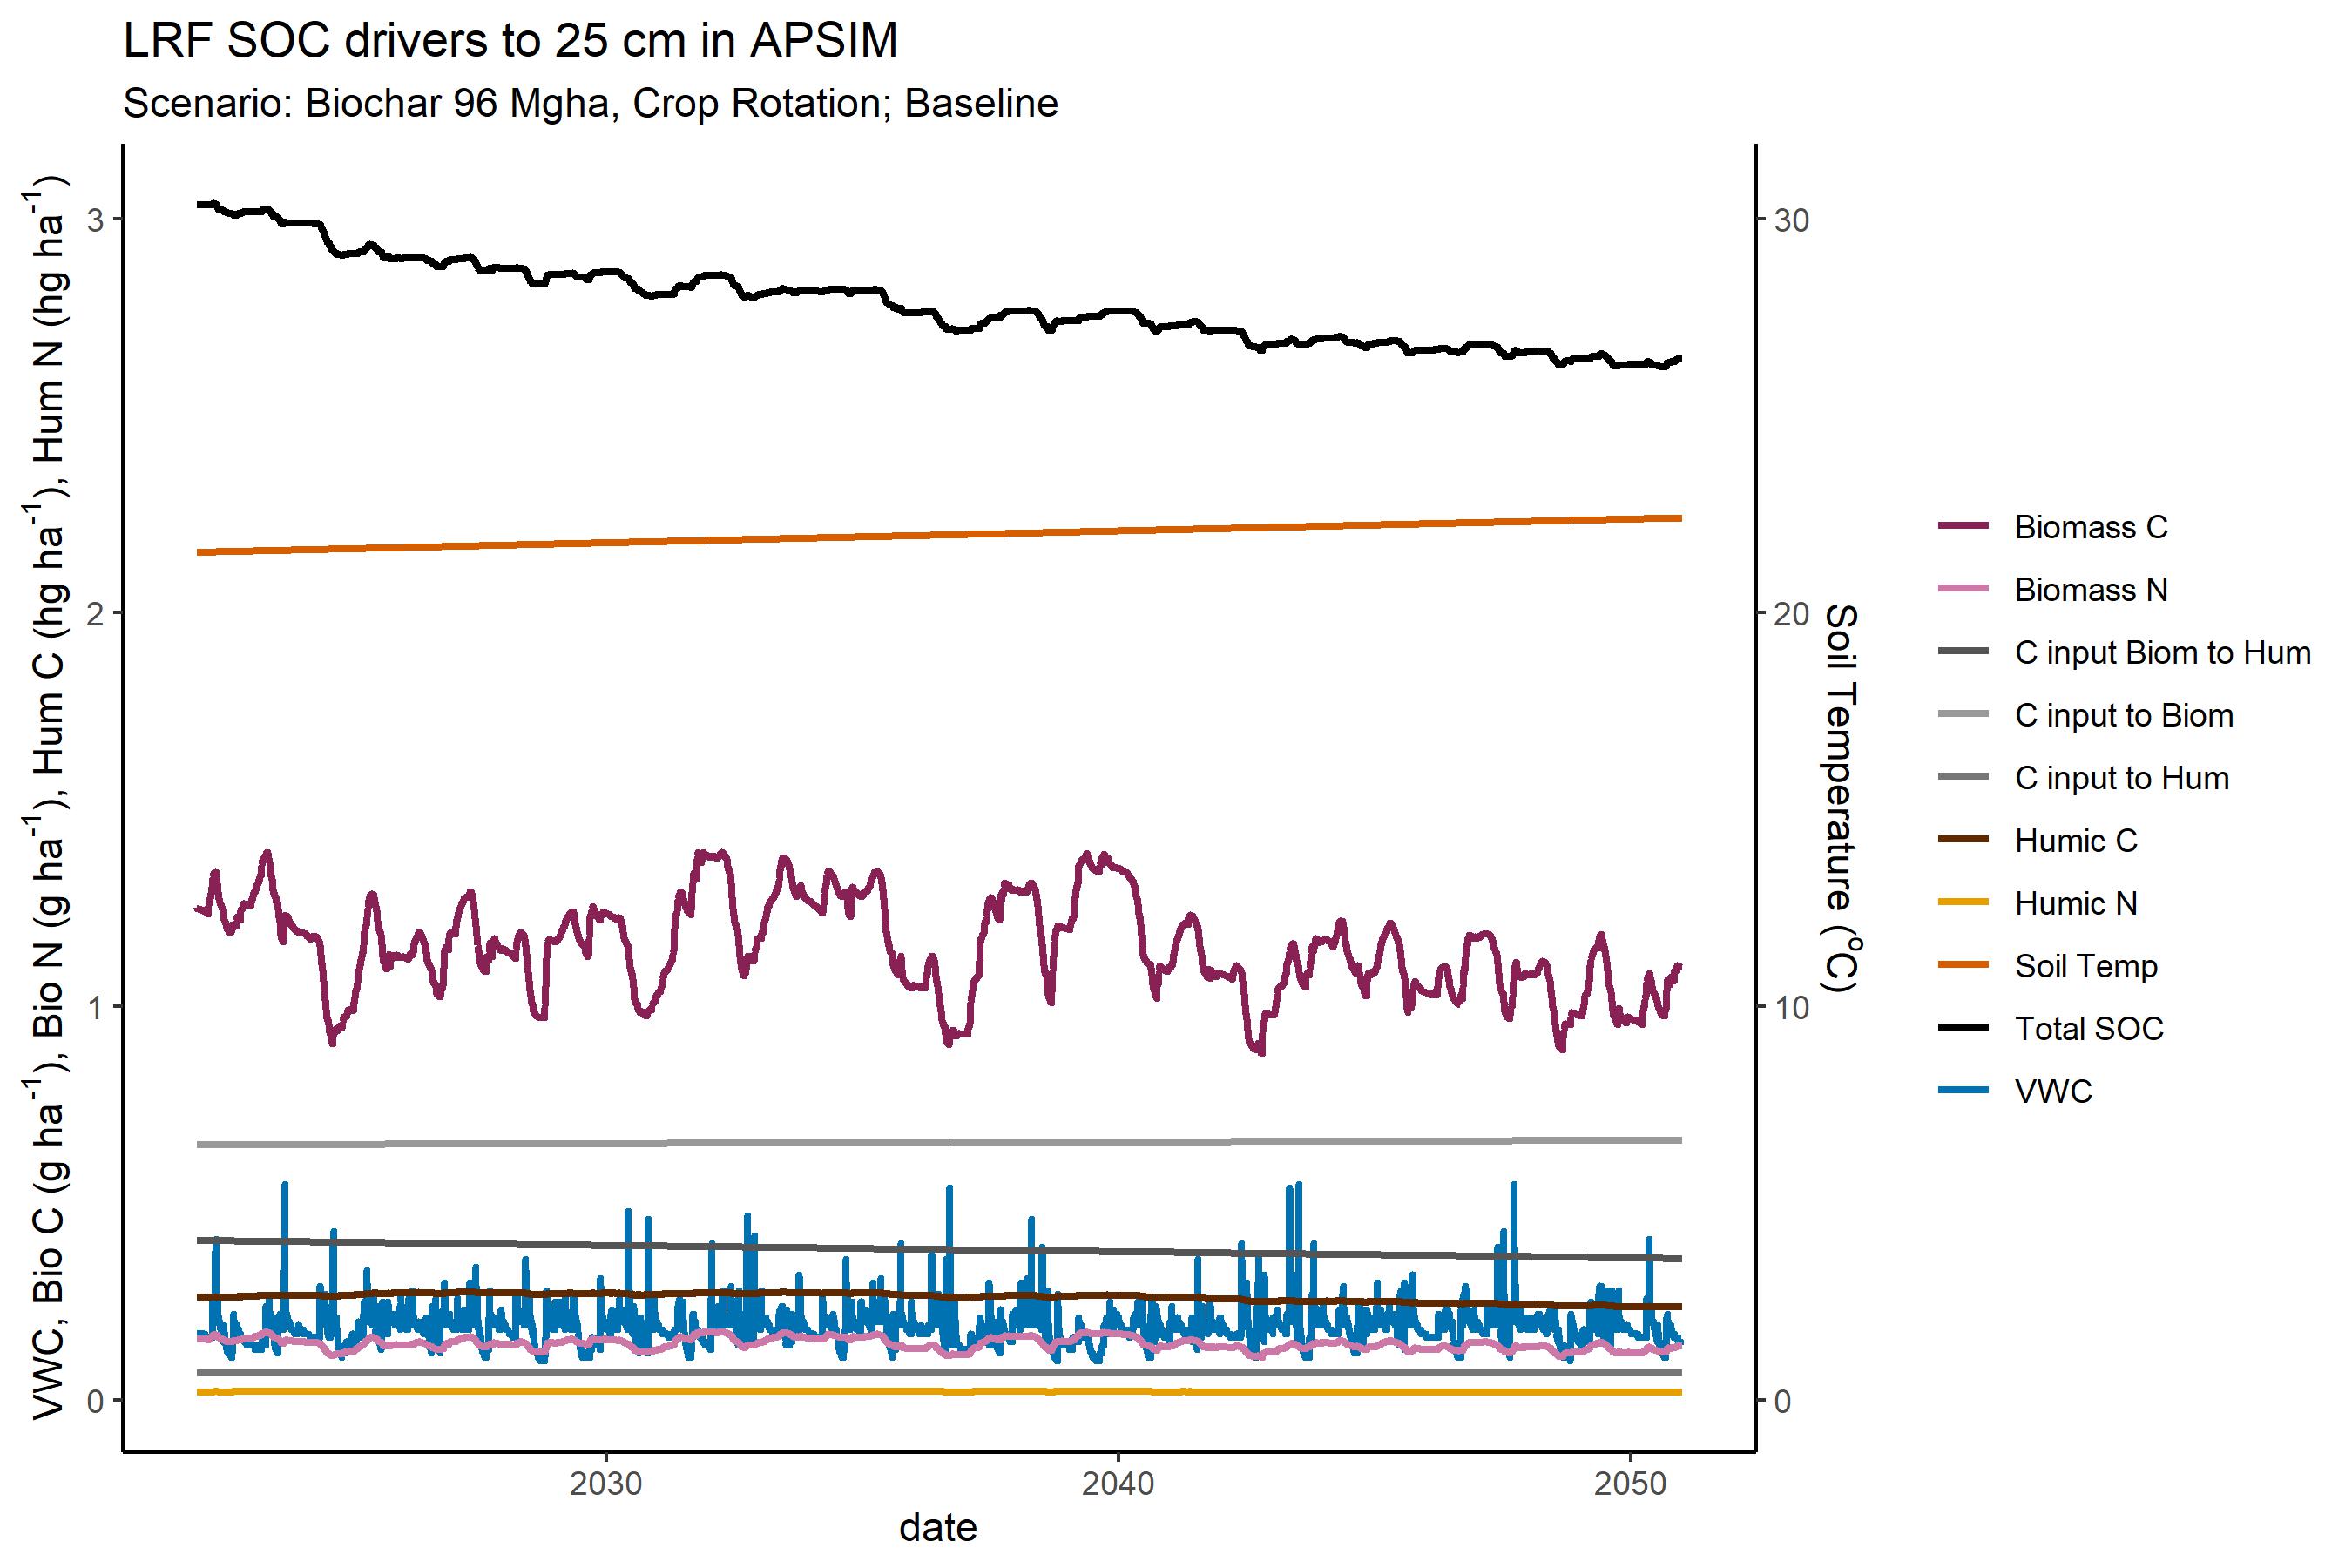 LRF SOC drivers to 25 cm in APSIM
Scenario: Biochar 96 Mgha, Crop Rotation; Baseline
VWC, Bio C (g ha⁻¹), Bio N (g ha⁻¹), Hum C (hg ha⁻¹), Hum N (hg ha⁻¹)
3
2
1
0
30
20
10
0
Soil Temperature (°C)
2030
2040
2050
date
Biomass C
Biomass N
C input Biom to Hum
C input to Biom
C input to Hum
Humic C
Humic N
Soil Temp
Total SOC
VWC